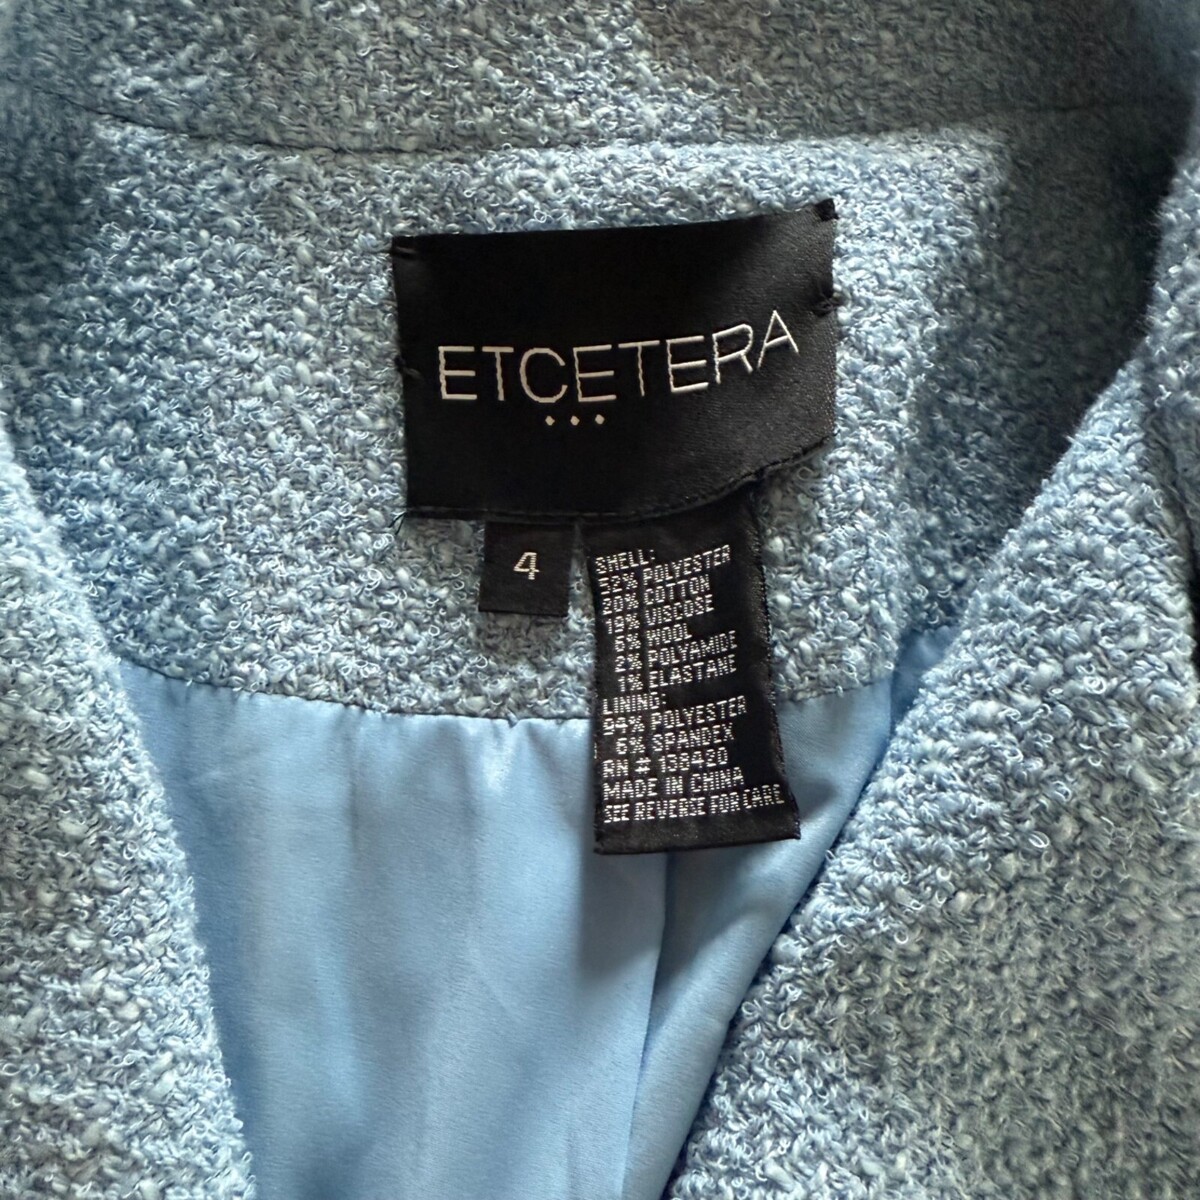 ETCETERA
4
SHELL:
52% POLYESTER
20% COTTON
19% VISCOSE
6% WOOL
2% POLYAMIDE
1% ELASTANE
LINING:
94% POLYESTER
6% SPANDEX
RN # 139420
MADE IN CHINA
SEE REVERSE FOR CARE